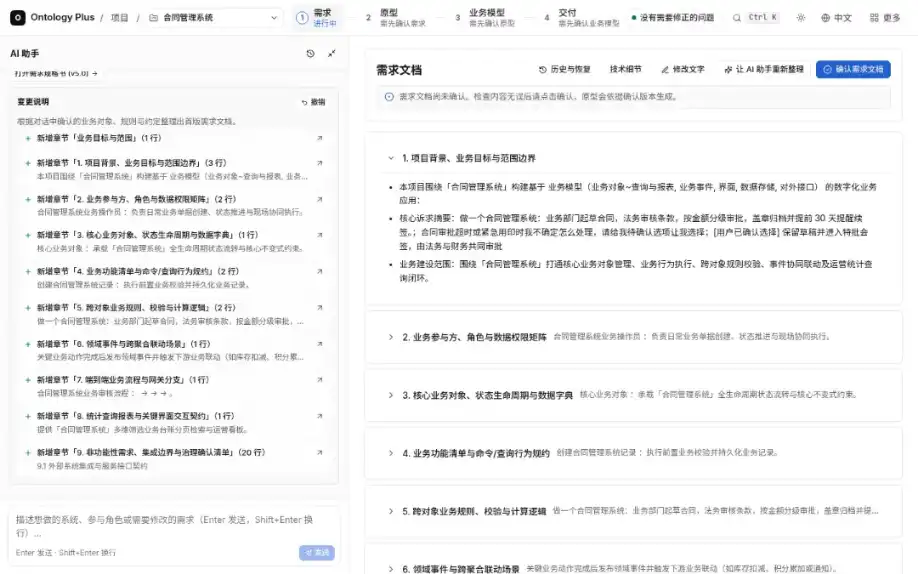 Ontology Plus / 项目 / 合同管理系统
1 需求 进行中
2 原型 需先确认需求
3 业务模型 需先确认原型
4 交付 需先确认业务模型
没有需要修正的问题
Ctrl K
中文
更多
AI 助手
打开需求规格书 (v5.0) →
变更说明
撤销
根据对话中确认的业务对象、规则与约定整理出首版需求文档。
+ 新增章节「业务目标与范围」(1 行)
+ 新增章节「1. 项目背景、业务目标与范围边界」(3 行)
本项目围绕「合同管理系统」构建基于 业务模型（业务对象~查询与报表, 业务...
+ 新增章节「2. 业务参与方、角色与数据权限矩阵」(2 行)
合同管理系统业务操作员： 负责日常业务单据创建、状态推进与现场协同执行。
+ 新增章节「3. 核心业务对象、状态生命周期与数据字典」(1 行)
核心业务对象： 承载「合同管理系统」全生命周期状态流转与核心不变式约束。
+ 新增章节「4. 业务功能清单与命令/查询行为规约」(2 行)
创建合同管理系统记录 ： 执行前置业务校验并持久化业务记录。
+ 新增章节「5. 跨对象业务规则、校验与计算逻辑」(2 行)
做一个合同管理系统：业务部门起草合同，法务审核条款，按金额分级审批，...
+ 新增章节「6. 领域事件与跨聚合联动场景」(1 行)
关键业务动作完成后发布领域事件并触发下游业务联动（如库存扣减、积分累...
+ 新增章节「7. 端到端业务流程与网关分支」(1 行)
合同管理系统业务审核流程 ： → → → 。
+ 新增章节「8. 统计查询报表与关键界面交互契约」(1 行)
提供「合同管理系统」多维筛选业务台账分页检索与运营看板。
+ 新增章节「9. 非功能性需求、集成边界与治理确认清单」(20 行)
9.1 外部系统集成与服务接口契约
描述想做的系统、参与角色或需要修改的需求（Enter 发送，Shift+Enter 换
行）...
Enter 发送 · Shift+Enter 换行
发送
需求文档
历史与恢复
技术细节
修改文字
让 AI 助手重新整理
确认需求文档
需求文档尚未确认。检查内容无误后请点击确认，原型会依据确认版本生成。
1. 项目背景、业务目标与范围边界
• 本项目围绕「合同管理系统」构建基于 业务模型（业务对象~查询与报表, 业务事件, 界面, 数据存储, 对外接口） 的数字化业务
应用：
• 核心诉求摘要：做一个合同管理系统：业务部门起草合同，法务审核条款，按金额分级审批，盖章归档并提前 30 天提醒续
签。；合同审批超时或紧急用印时我不确定怎么处理，请给我待确认选项让我选择；[用户已确认选择] 保留草稿并进入特批会
签，由法务与财务共同审批
• 业务建设范围：围绕「合同管理系统」打通核心业务对象管理、业务行为执行、跨对象规则校验、事件协同联动及运营统计查
询闭环。
2. 业务参与方、角色与数据权限矩阵 合同管理系统业务操作员 ： 负责日常业务单据创建、状态推进与现场协同执行。
3. 核心业务对象、状态生命周期与数据字典 核心业务对象： 承载「合同管理系统」全生命周期状态流转与核心不变式约束。
4. 业务功能清单与命令/查询行为规约 创建合同管理系统记录 ： 执行前置业务校验并持久化业务记录。
5. 跨对象业务规则、校验与计算逻辑 做一个合同管理系统：业务部门起草合同，法务审核条款，按金额分级审批，盖章归档并提...
6. 领域事件与跨聚合联动场景 关键业务动作完成后发布领域事件并触发下游业务联动（如库存扣减、积分累加或通知）。